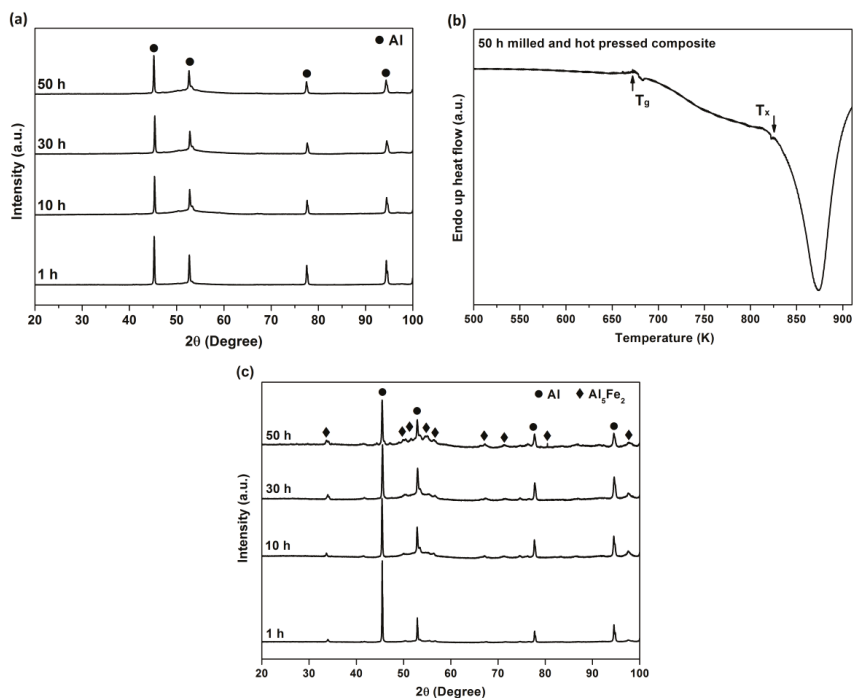 (a)
● Al
50 h
30 h
10 h
1 h
Intensity (a.u.)
20 30 40 50 60 70 80 90 100
2θ (Degree)
(b)
50 h milled and hot pressed composite
Tg
Tx
Endo up heat flow (a.u.)
500 550 600 650 700 750 800 850 900
Temperature (K)
(c)
● Al ♦ Al5Fe2
50 h
30 h
10 h
1 h
Intensity (a.u.)
20 30 40 50 60 70 80 90 100
2θ (Degree)